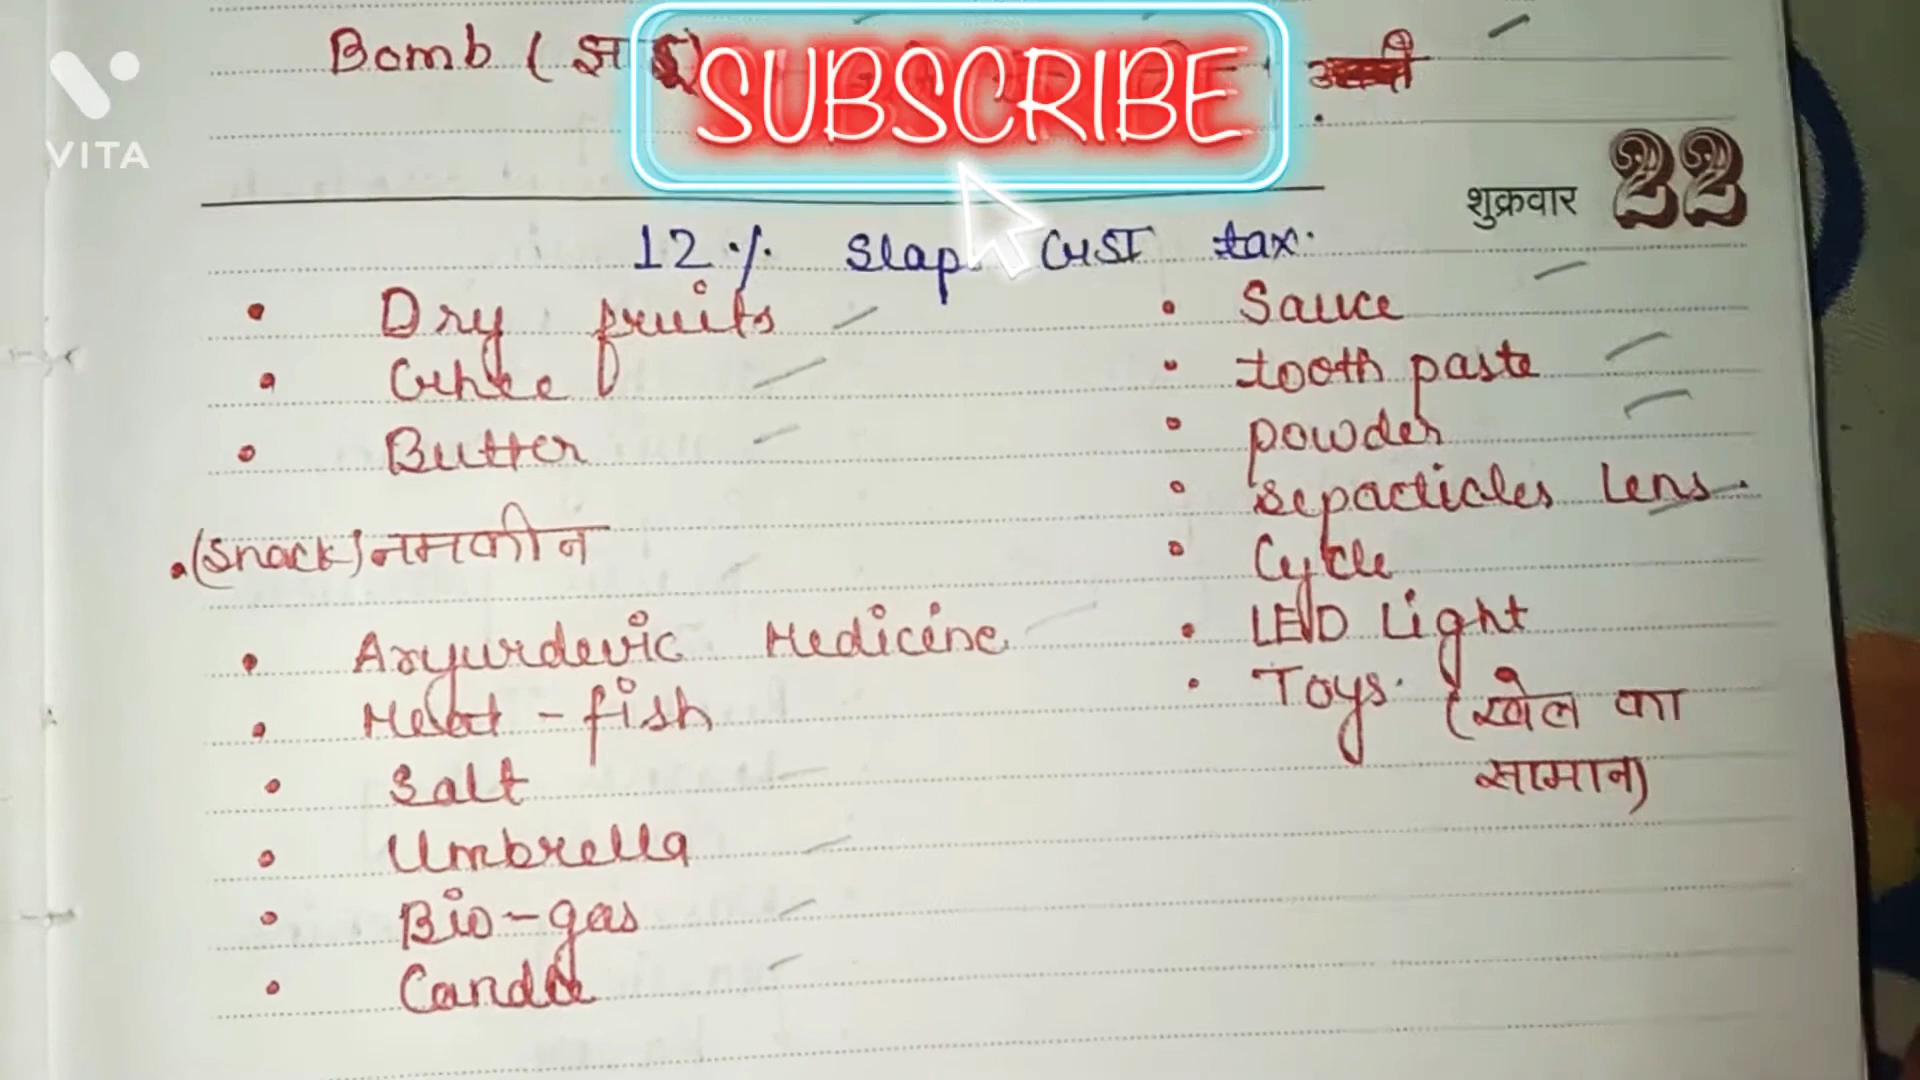 Bomb (झाड़ू)
SUBSCRIBE
VITA
शुक्रवार 22
12 % Slap GST tax.
• Dry fruits
• Ghee
• Butter
• (Snack) नमकीन
• Aryurdevic Medicine
• Meat - fish
• Salt
• Umbrella
• Bio-gas
• Candle
• Sauce
• tooth paste
• powder
• sepacticles Lens.
• Cycle
• LED Light
• Toys. (खेल का
सामान)